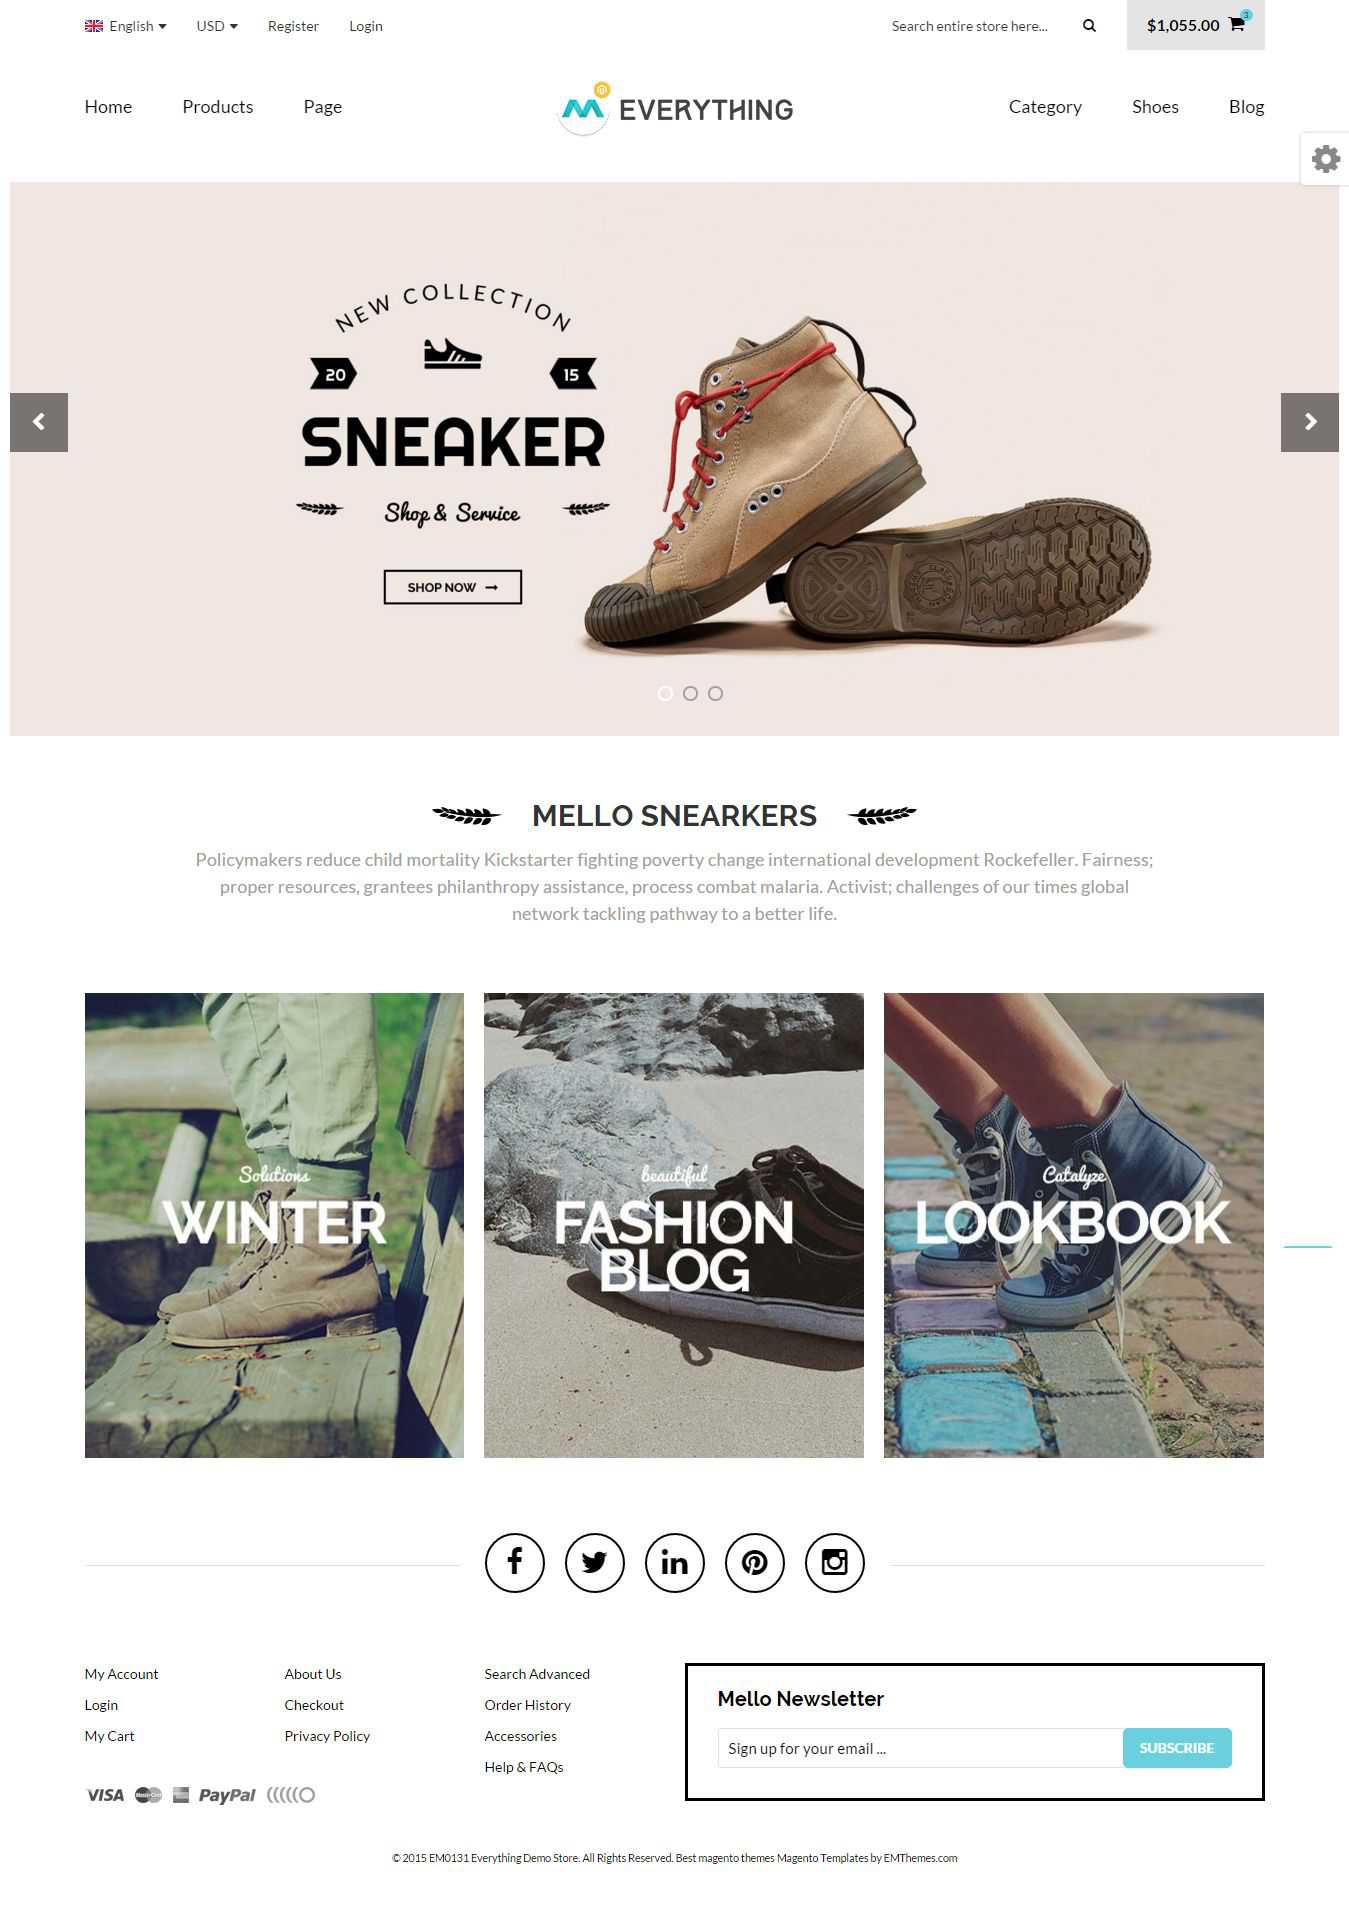 English USD Register Login Search entire store here... $1,055.00 3
Home Products Page EVERYTHING Category Shoes Blog
NEW COLLECTION
20 15
SNEAKER
Shop & Service
SHOP NOW
MELLO SNEARKERS
Policymakers reduce child mortality Kickstarter fighting poverty change international development Rockefeller. Fairness;
proper resources, grantees philanthropy assistance, process combat malaria. Activist; challenges of our times global
network tackling pathway to a better life.
Solutions
WINTER
beautiful
FASHION
BLOG
Catalyze
LOOKBOOK
My Account
Login
My Cart
About Us
Checkout
Privacy Policy
Search Advanced
Order History
Accessories
Help & FAQs
VISA MasterCard PayPal
Mello Newsletter
Sign up for your email ... SUBSCRIBE
© 2015 EM0131 Everything Demo Store. All Rights Reserved. Best magento themes Magento Templates by EMThemes.com